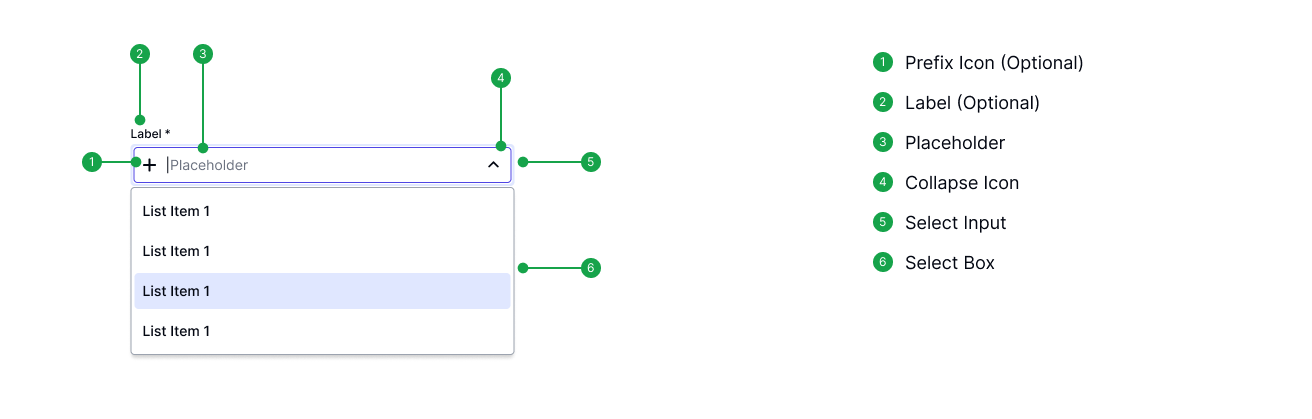 2
3
4
Label *
1
Placeholder
5
List Item 1
List Item 1
6
List Item 1
List Item 1
1 Prefix Icon (Optional)
2 Label (Optional)
3 Placeholder
4 Collapse Icon
5 Select Input
6 Select Box